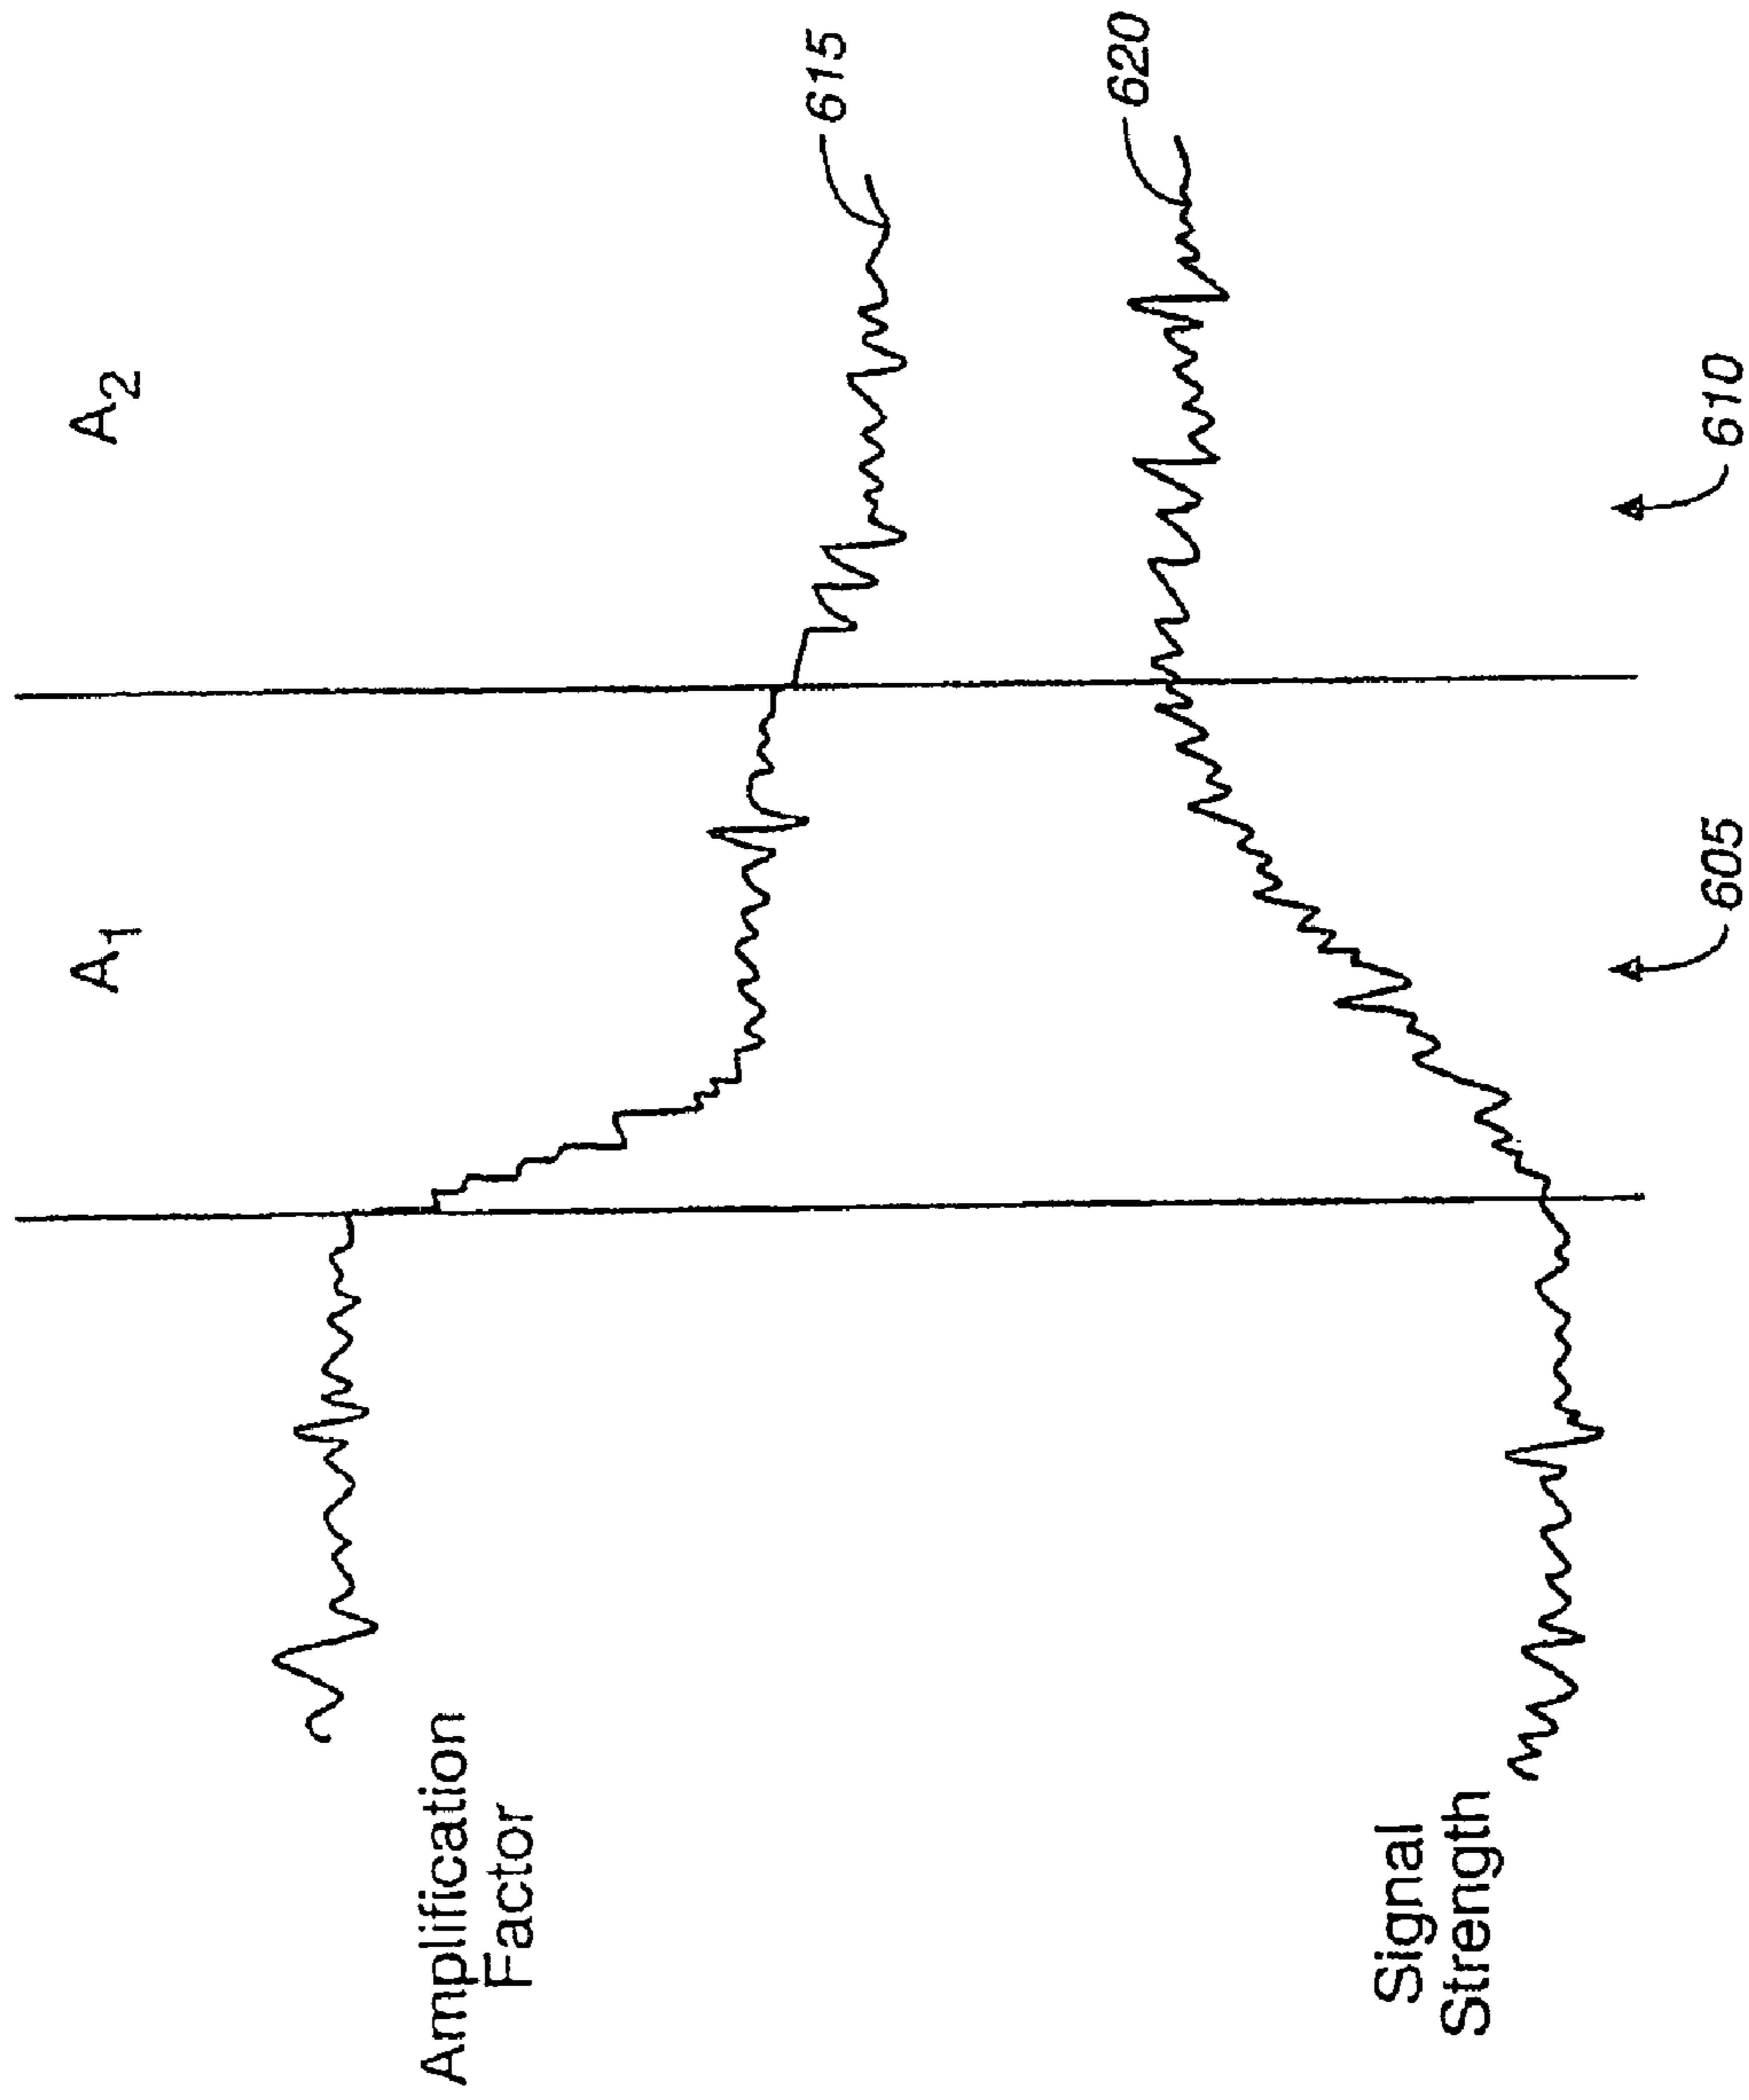 A1
A2
Amplification
Factor
615
Signal
Strength
620
605
610